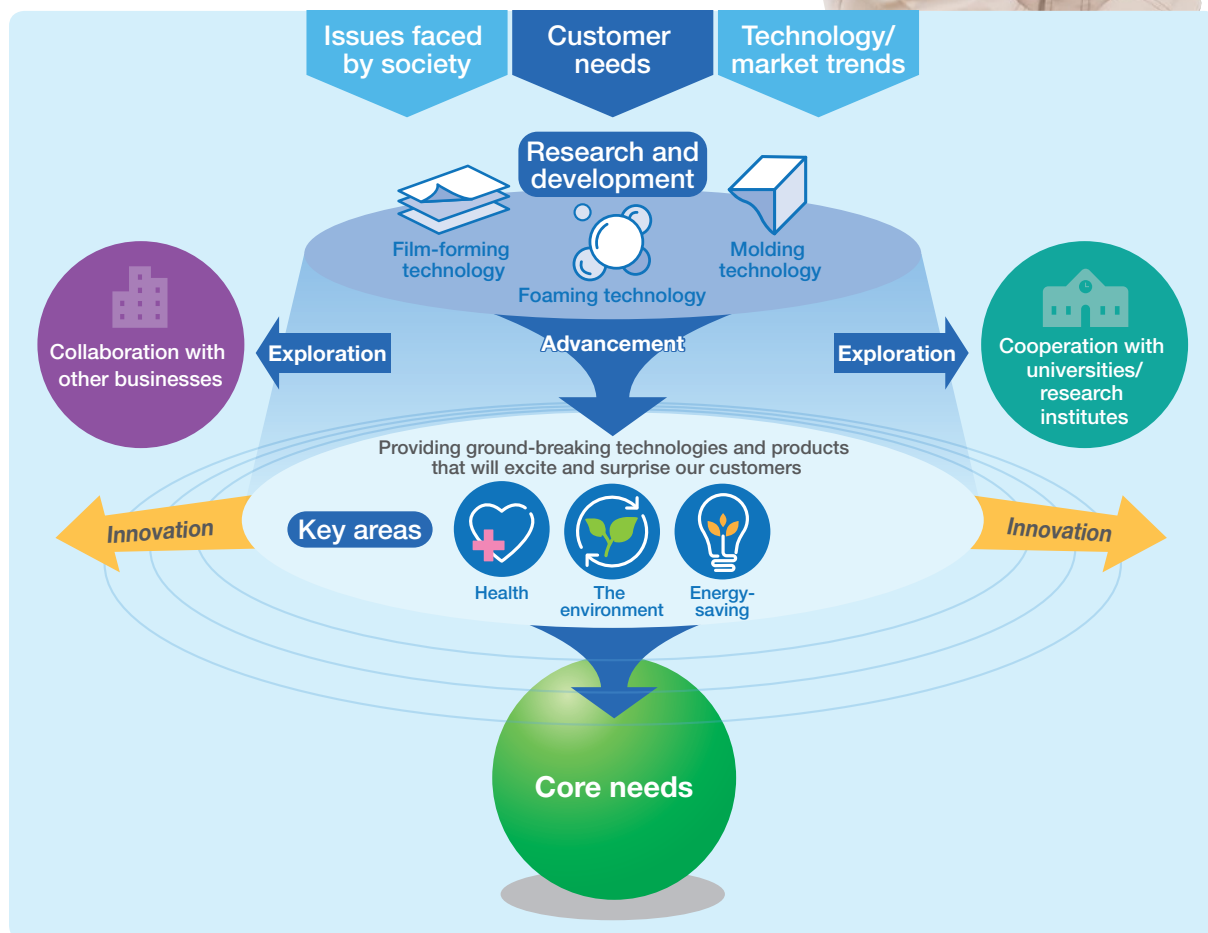 Issues faced
by society
Customer
needs
Technology/
market trends
Research and
development
Film-forming
technology
Foaming technology
Molding
technology
Collaboration with
other businesses
Exploration
Advancement
Exploration
Cooperation with
universities/
research
institutes
Providing ground-breaking technologies and products
that will excite and surprise our customers
Innovation
Key areas
Innovation
Health
The
environment
Energy-
saving
Core needs